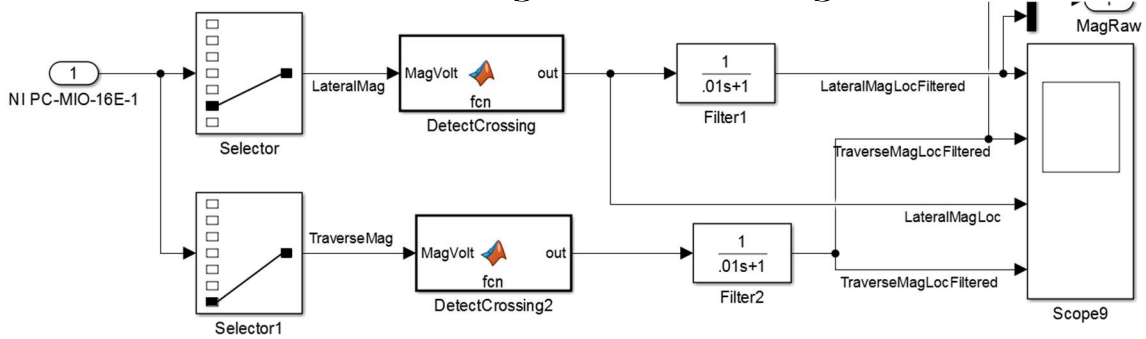 MagRaw
1
NI PC-MIO-16E-1
Selector
LateralMag
MagVolt
out
fcn
DetectCrossing
1
.01s+1
Filter1
LateralMagLocFiltered
TraverseMagLocFiltered
LateralMagLoc
Selector1
TraverseMag
MagVolt
out
fcn
DetectCrossing2
1
.01s+1
Filter2
TraverseMagLocFiltered
Scope9